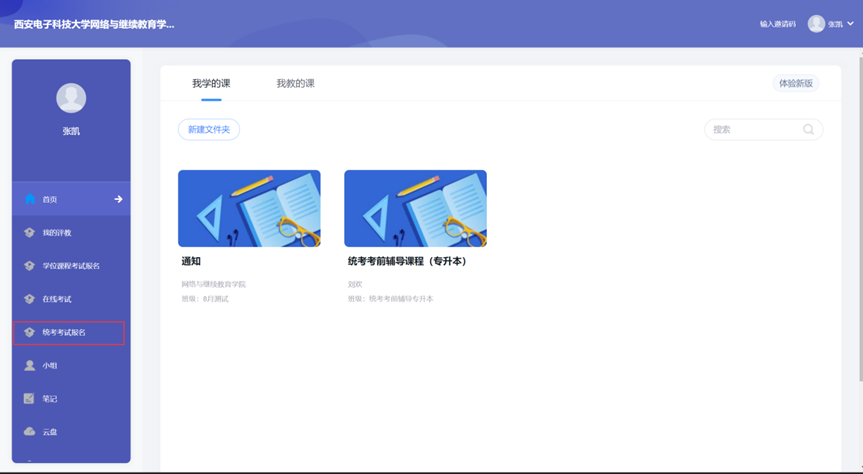 西安电子科技大学网络与继续教育学...
输入邀请码
张凯
张凯
首页
我的评教
学位课程考试报名
在线考试
统考考试报名
小组
笔记
云盘
我学的课
我教的课
体验新版
新建文件夹
搜索
通知
网络与继续教育学院
班级：8月测试
统考考前辅导课程（专升本）
刘欢
班级：统考考前辅导专升本